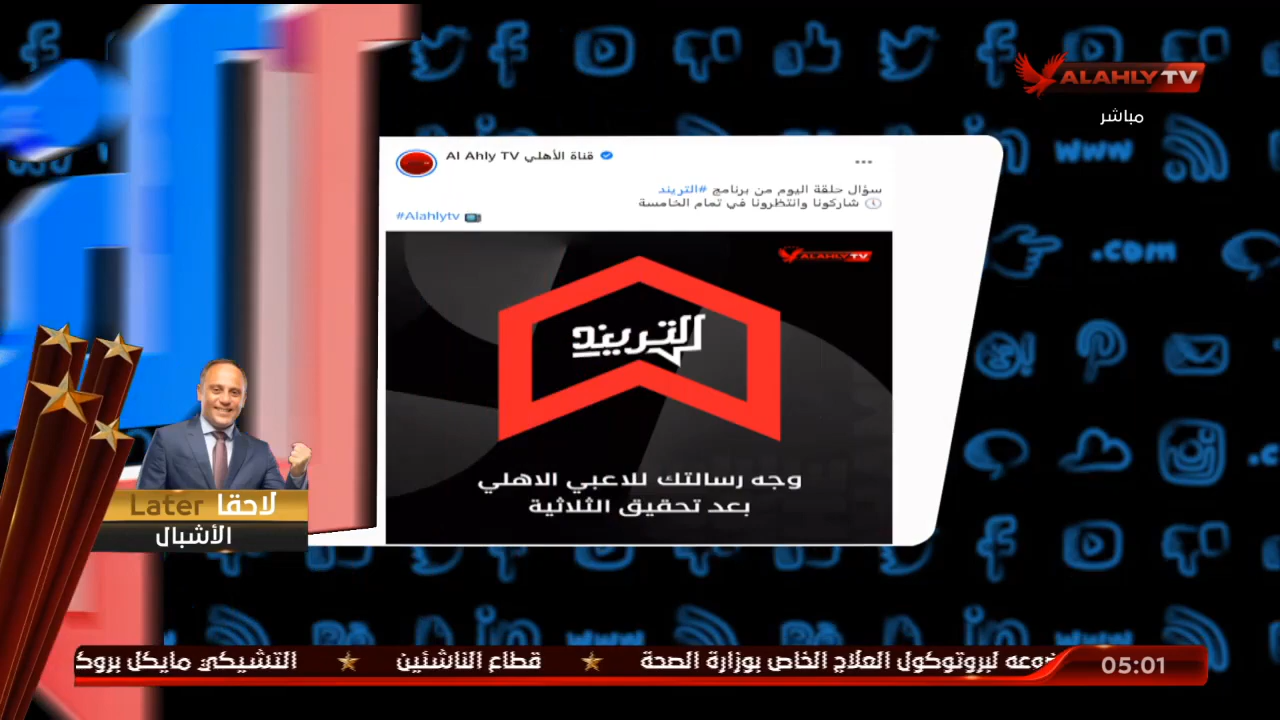 ALAHLY TV
مباشر
Al Ahly TV قناة الأهلي
سؤال حلقة اليوم من برنامج #التريند
شاركونا وانتظرونا في تمام الخامسة
#Alahlytv
ALAHLY TV
التريند
وجه رسالتك للاعبي الاهلي
بعد تحقيق الثلاثية
لاحقا Later
الأشبال
لبروتوكول العلاج الخاص بوزارة الصحة ★ قطاع الناشئين ★ التشيكي مايكل
05:01
www
.com